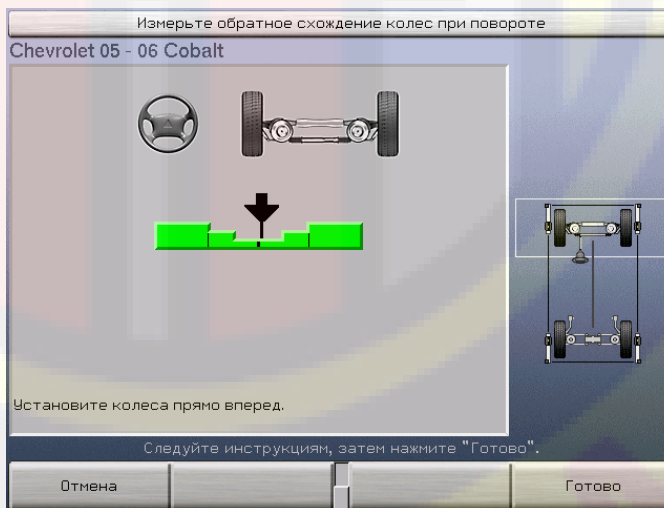 Измерьте обратное схождение колес при повороте
Chevrolet 05 - 06 Cobalt
Установите колеса прямо вперед.
Следуйте инструкциям, затем нажмите "Готово".
Отмена
Готово